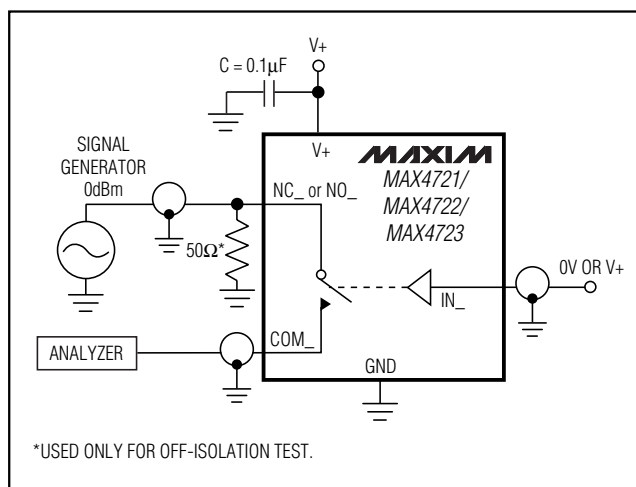 V+
C = 0.1µF
SIGNAL
GENERATOR
0dBm
V+
MAXIM
MAX4721/
MAX4722/
MAX4723
NC_ or NO_
50Ω*
0V OR V+
IN_
COM_
ANALYZER
GND
*USED ONLY FOR OFF-ISOLATION TEST.